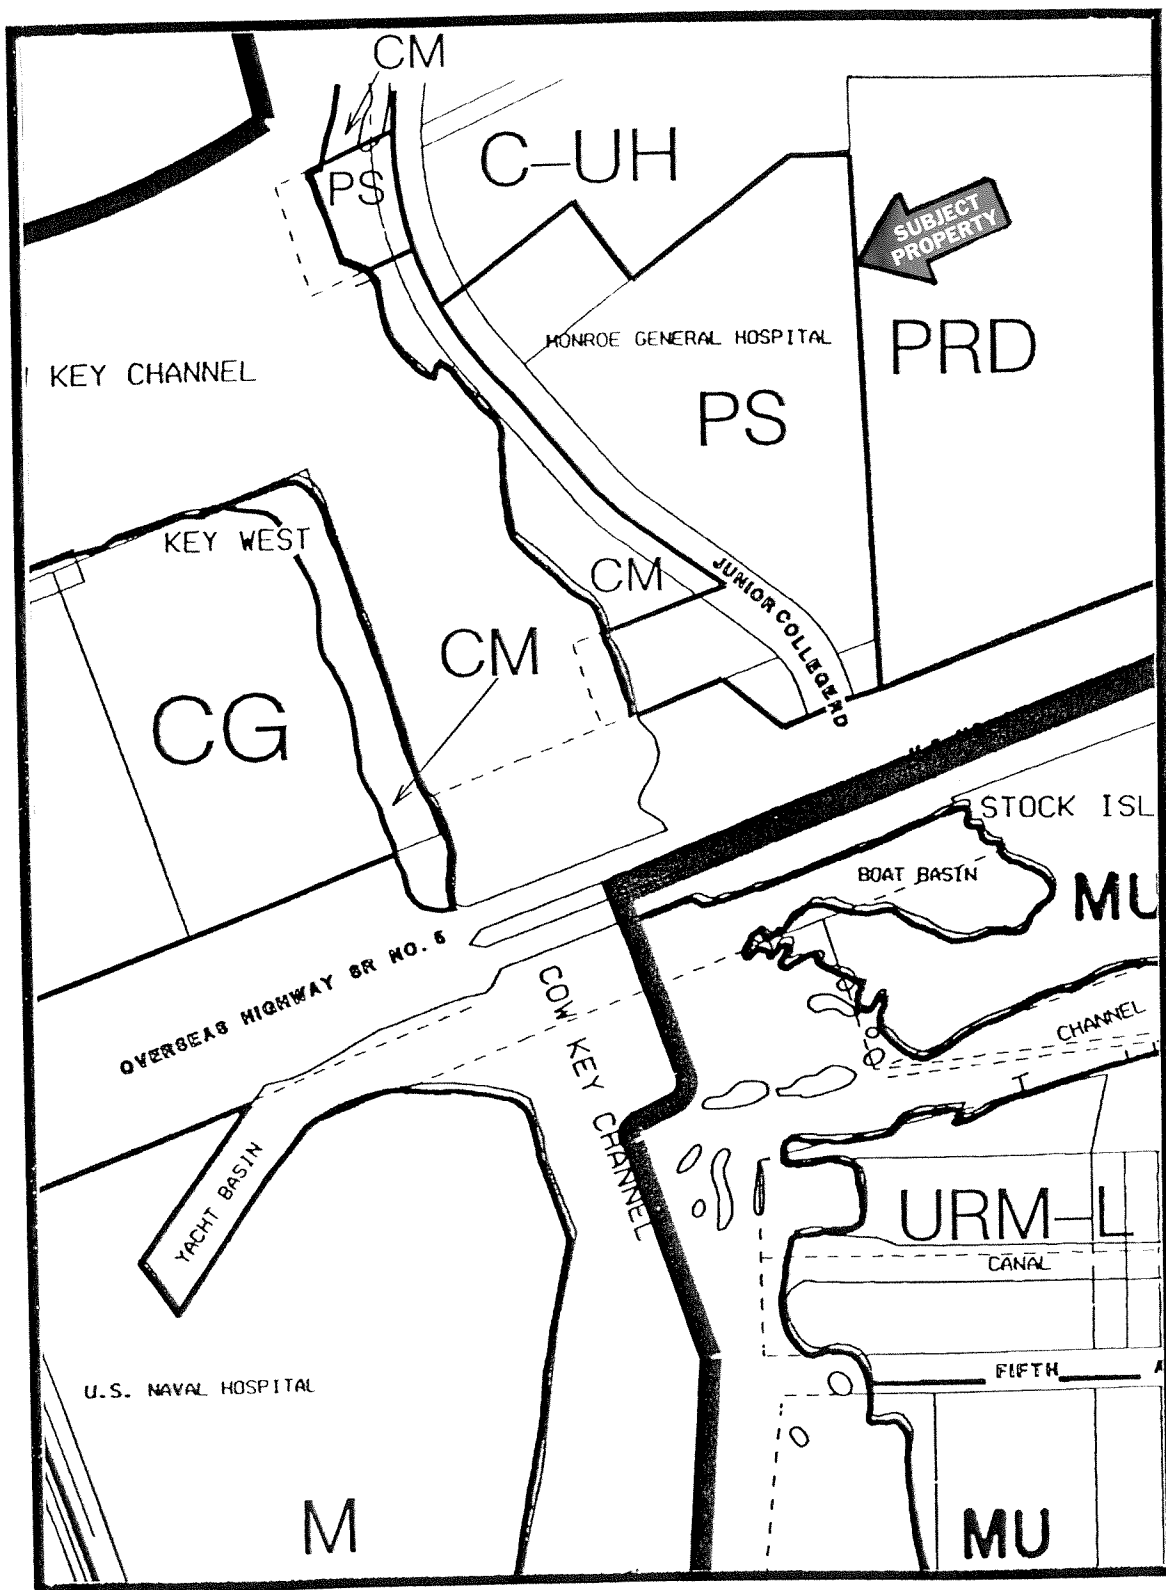 CM
C-UH
PS
SUBJECT
PROPERTY
MONROE GENERAL HOSPITAL
PRD
KEY CHANNEL
PS
KEY WEST
CM
JUNIOR COLLEGE RD
CM
CG
STOCK ISL
BOAT BASIN
MU
OVERSEAS HIGHWAY SR NO. 5
COW KEY CHANNEL
CHANNEL
YACHT BASIN
URM-L
CANAL
FIFTH
U.S. NAVAL HOSPITAL
M
MU